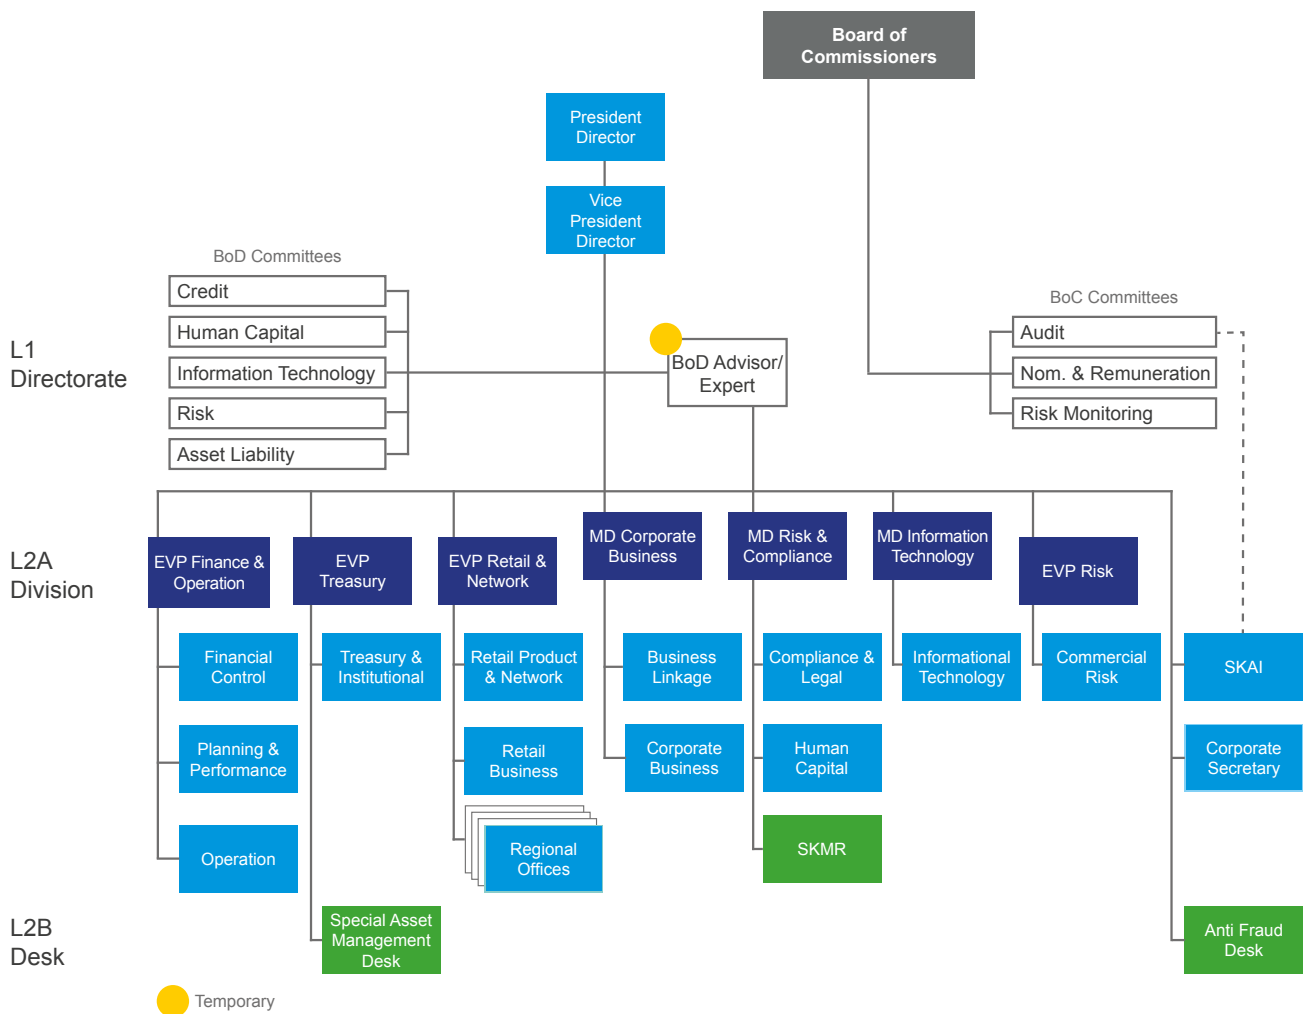 Board of
Commissioners
President
Director
Vice
President
Director
BoD Committees
Credit
Human Capital
Information Technology
Risk
Asset Liability
BoC Committees
Audit
Nom. & Remuneration
Risk Monitoring
L1
Directorate
BoD Advisor/
Expert
L2A
Division
EVP Finance &
Operation
EVP
Treasury
EVP Retail &
Network
MD Corporate
Business
MD Risk &
Compliance
MD Information
Technology
EVP Risk
Financial
Control
Treasury &
Institutional
Retail Product
& Network
Business
Linkage
Compliance &
Legal
Informational
Technology
Commercial
Risk
SKAI
Planning &
Performance
Retail
Business
Corporate
Business
Human
Capital
Corporate
Secretary
Operation
Regional
Offices
SKMR
L2B
Desk
Special Asset
Management
Desk
Anti Fraud
Desk
Temporary